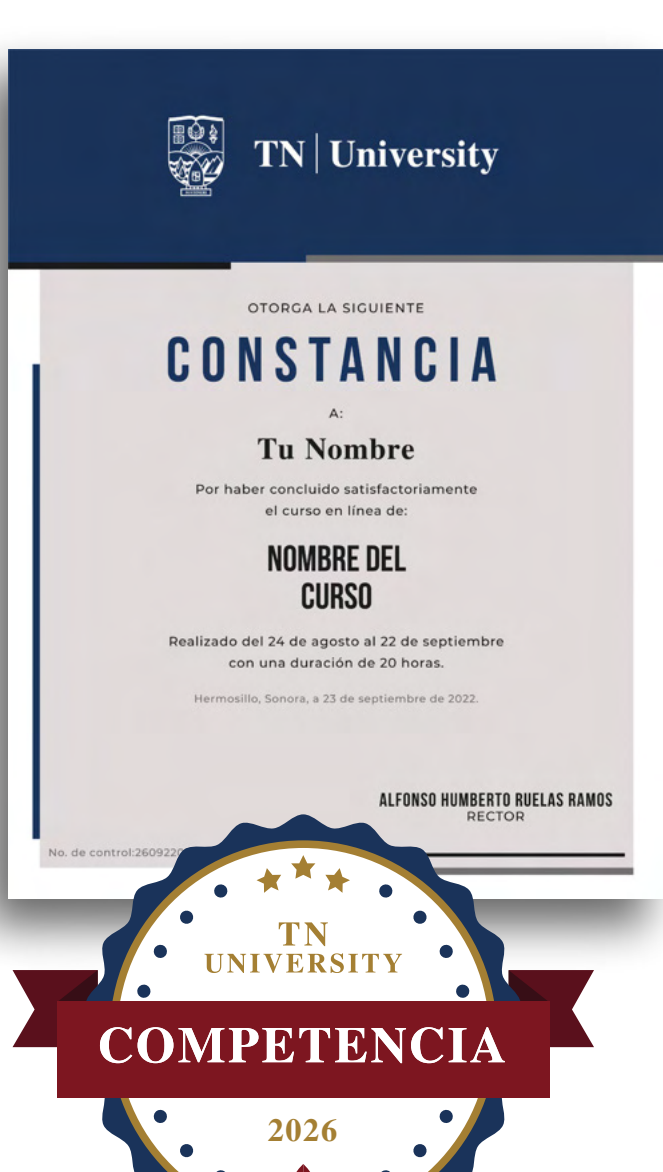 TN | University
OTORGA LA SIGUIENTE
CONSTANCIA
A:
Tu Nombre
Por haber concluido satisfactoriamente
el curso en línea de:
NOMBRE DEL
CURSO
Realizado del 24 de agosto al 22 de septiembre
con una duración de 20 horas.
Hermosillo, Sonora, a 23 de septiembre de 2022.
ALFONSO HUMBERTO RUELAS RAMOS
RECTOR
No. de control:2609220
TN
UNIVERSITY
COMPETENCIA
2026